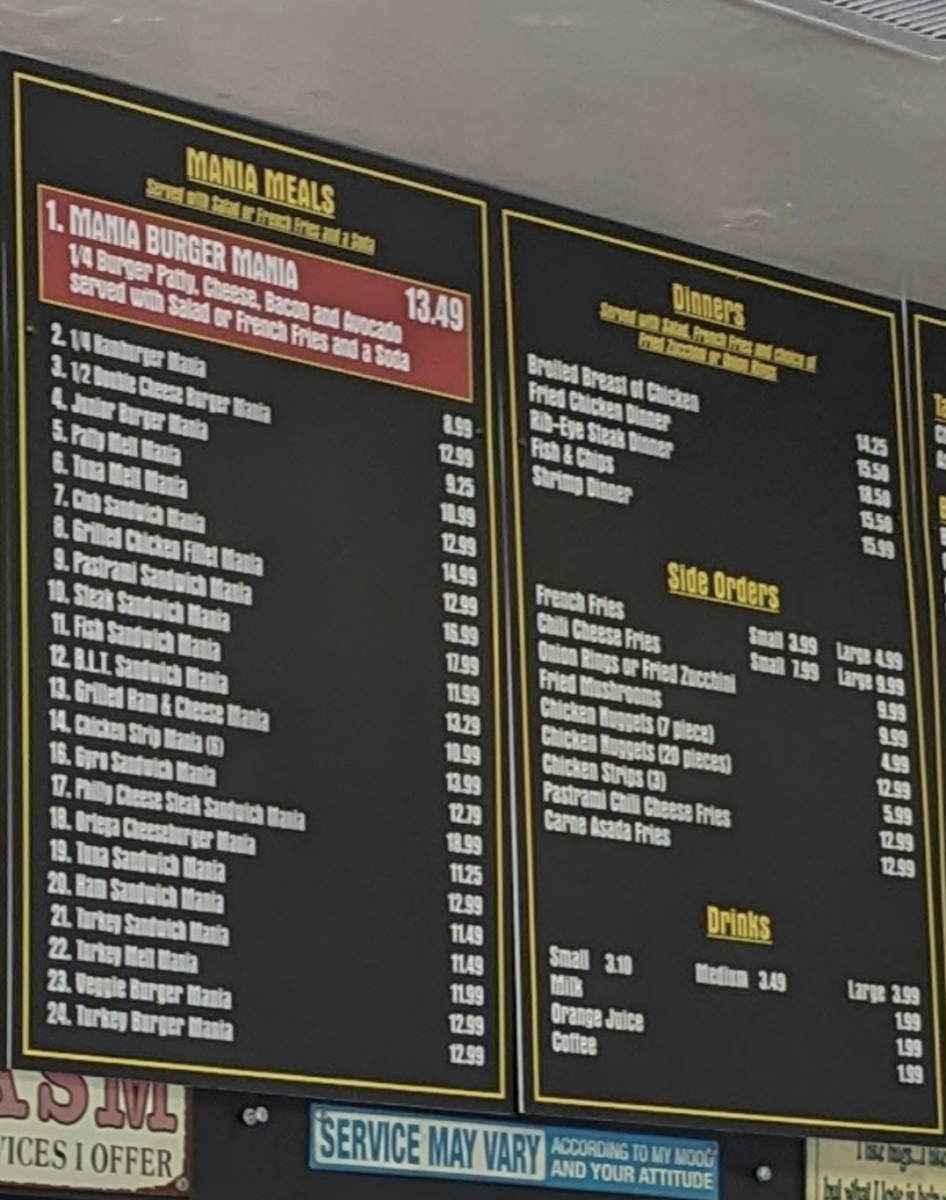 MANIA MEALS
Served with Salad or French Fries and a Soda
1. MANIA BURGER MANIA 13.49
1/4 Burger Patty, Cheese, Bacon and Avocado
Served with Salad or French Fries and a Soda
2. 1/4 Hamburger Mania 8.99
3. 1/2 Double Cheese Burger Mania 12.99
4. Junior Burger Mania 9.25
5. Patty Melt Mania 10.99
6. Tuna Melt Mania 12.99
7. Club Sandwich Mania 14.99
8. Grilled Chicken Fillet Mania 12.99
9. Pastrami Sandwich Mania 16.99
10. Steak Sandwich Mania 17.99
11. Fish Sandwich Mania 11.99
12. B.L.T. Sandwich Mania 13.29
13. Grilled Ham & Cheese Mania 10.99
14. Chicken Strip Mania (6) 13.99
16. Gyro Sandwich Mania 12.79
17. Philly Cheese Steak Sandwich Mania 18.99
18. Ortega Cheeseburger Mania 11.25
19. Tuna Sandwich Mania 12.99
20. Ham Sandwich Mania 11.49
21. Turkey Sandwich Mania 11.49
22. Turkey Melt Mania 11.99
23. Veggie Burger Mania 12.99
24. Turkey Burger Mania 12.99
Dinners
Served with Salad, French Fries and choice of
Fried Zucchini or Onion Rings
Broiled Breast of Chicken 14.25
Fried Chicken Dinner 15.50
Rib-Eye Steak Dinner 18.50
Fish & Chips 15.50
Shrimp Dinner 15.99
Side Orders
French Fries Small 3.99 Large 4.99
Chili Cheese Fries Small 7.99 Large 9.99
Onion Rings or Fried Zucchini 9.99
Fried Mushrooms 9.99
Chicken Nuggets (7 piece) 4.99
Chicken Nuggets (20 pieces) 12.99
Chicken Strips (3) 5.99
Pastrami Chili Cheese Fries 12.99
Carne Asada Fries 12.99
Drinks
Small 3.10 Medium 3.49 Large 3.99
Milk 1.99
Orange Juice 1.99
Coffee 1.99
ASM
VICES I OFFER
SERVICE MAY VARY
ACCORDING TO MY MOOD
AND YOUR ATTITUDE